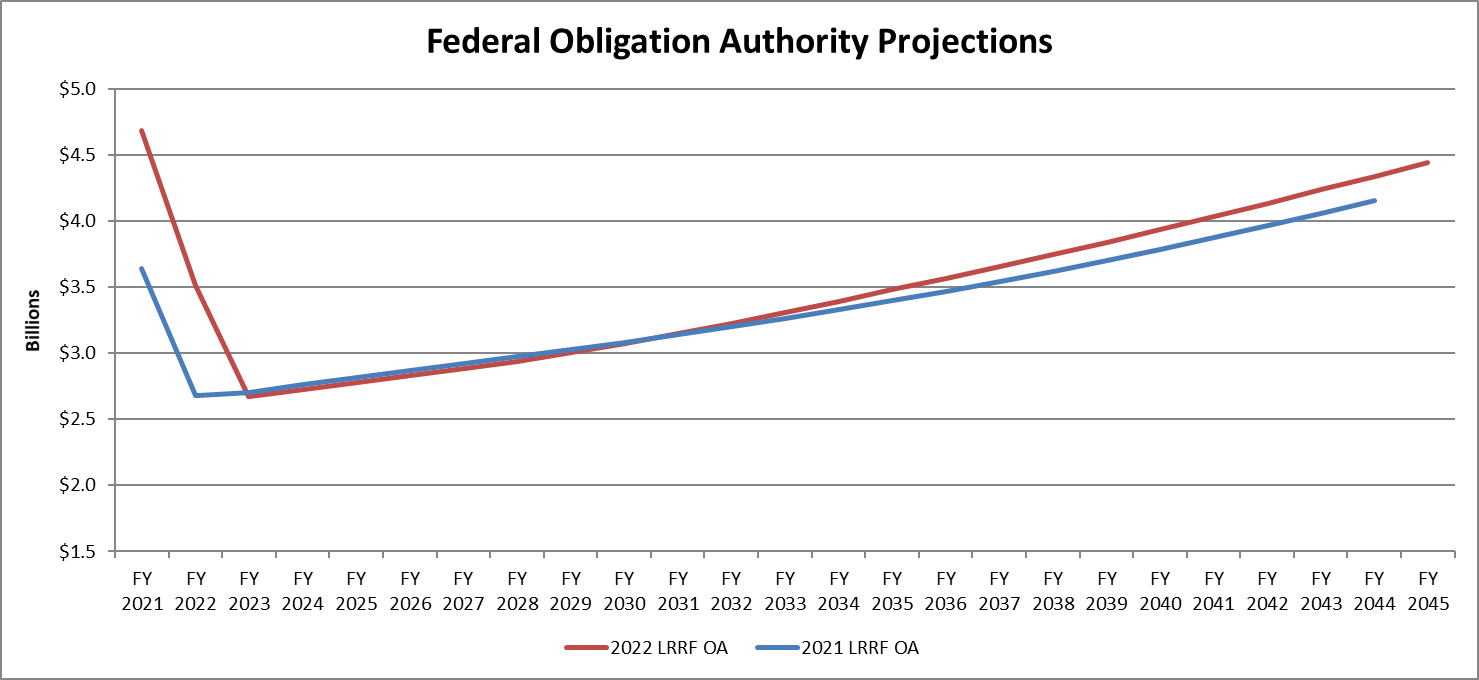 Federal Obligation Authority Projections
$5.0
$4.5
$4.0
$3.5
$3.0
$2.5
$2.0
$1.5
Billions
FY FY FY FY FY FY FY FY FY FY FY FY FY FY FY FY FY FY FY FY FY FY FY FY FY
2021 2022 2023 2024 2025 2026 2027 2028 2029 2030 2031 2032 2033 2034 2035 2036 2037 2038 2039 2040 2041 2042 2043 2044 2045
2022 LRRF OA 2021 LRRF OA